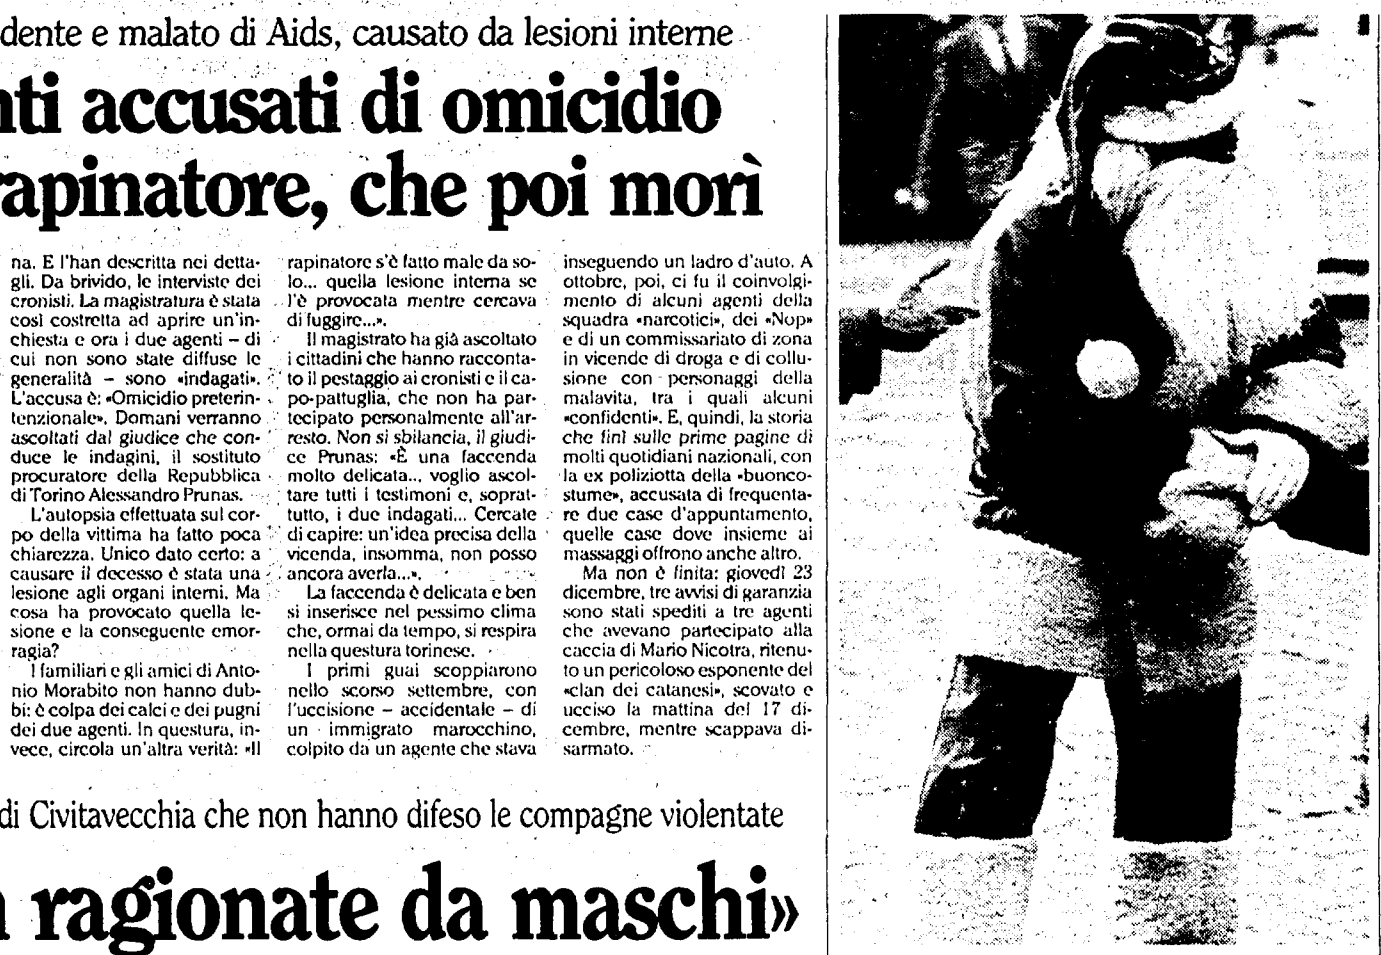 dente e malato di Aids, causato da lesioni interne
nti accusati di omicidio
rapinatore, che poi morì
na. E l'han descritta nei detta-
gli. Da brivido, le interviste dei
cronisti. La magistratura è stata
così costretta ad aprire un'in-
chiesta e ora i due agenti – di
cui non sono state diffuse le
generalità – sono «indagati».
L'accusa è: «Omicidio preterin-
tenzionale». Domani verranno
ascoltati dal giudice che con-
duce le indagini, il sostituto
procuratore della Repubblica
di Torino Alessandro Prunas.
L'autopsia effettuata sul cor-
po della vittima ha fatto poca
chiarezza. Unico dato certo: a
causare il decesso è stata una
lesione agli organi interni. Ma
cosa ha provocato quella le-
sione e la conseguente emor-
ragia?
I familiari e gli amici di Anto-
nio Morabito non hanno dub-
bi: è colpa dei calci e dei pugni
dei due agenti. In questura, in-
vece, circola un'altra verità: «Il
rapinatore s'è fatto male da so-
lo... quella lesione interna se
l'è provocata mentre cercava
di fuggire...».
Il magistrato ha già ascoltato
i cittadini che hanno racconta-
to il pestaggio ai cronisti e il ca-
po-pattuglia, che non ha par-
tecipato personalmente all'ar-
resto. Non si sbilancia, il giudi-
ce Prunas: «È una faccenda
molto delicata... voglio ascol-
tare tutti i testimoni e, soprat-
tutto, i due indagati... Cercate
di capire: un'idea precisa della
vicenda, insomma, non posso
ancora averla...».
La faccenda è delicata e ben
si inserisce nel pessimo clima
che, ormai da tempo, si respira
nella questura torinese.
I primi guai scoppiarono
nello scorso settembre, con
l'uccisione – accidentale – di
un immigrato marocchino,
colpito da un agente che stava
inseguendo un ladro d'auto. A
ottobre, poi, ci fu il coinvolgi-
mento di alcuni agenti della
squadra «narcotici», dei «Nop»
e di un commissariato di zona
in vicende di droga e di collu-
sione con personaggi della
malavita, tra i quali alcuni
«confidenti». E, quindi, la storia
che finì sulle prime pagine di
molti quotidiani nazionali, con
la ex poliziotta della «buonco-
stume», accusata di frequenta-
re due case d'appuntamento,
quelle case dove insieme ai
massaggi offrono anche altro.
Ma non è finita: giovedì 23
dicembre, tre avvisi di garanzia
sono stati spediti a tre agenti
che avevano partecipato alla
caccia di Mario Nicotra, ritenu-
to un pericoloso esponente del
«clan dei catanesi», scovato e
ucciso la mattina del 17 di-
cembre, mentre scappava di-
sarmato.
di Civitavecchia che non hanno difeso le compagne violentate
ragionate da maschi»